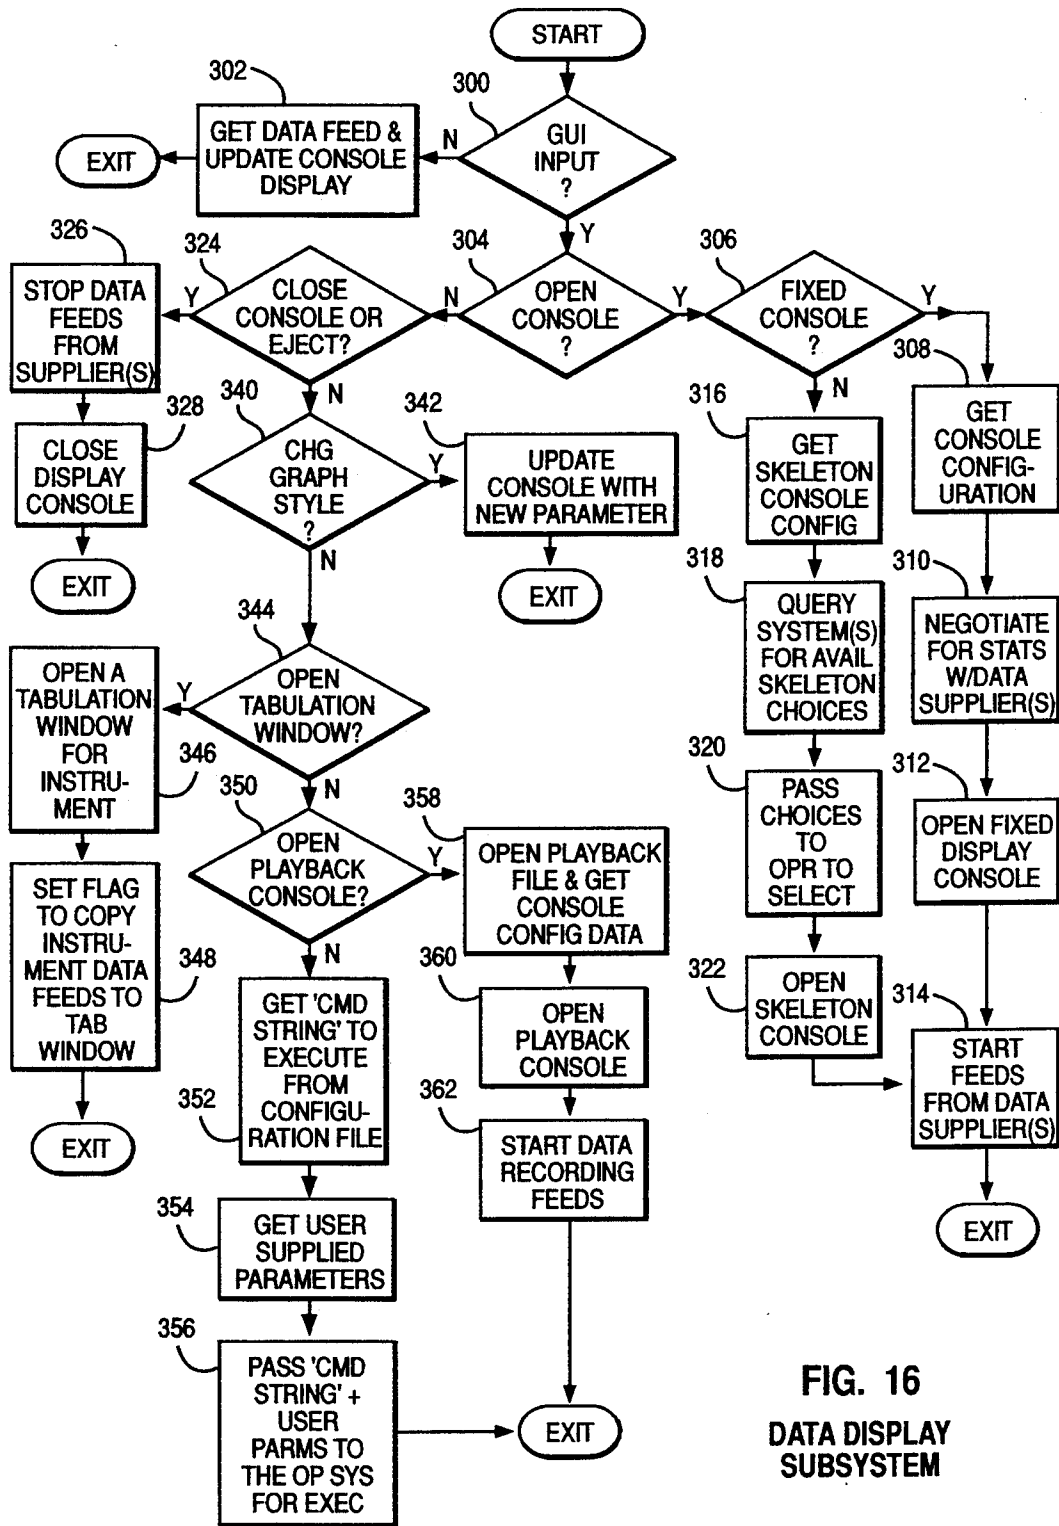 START
300
GUI
INPUT
?
N
Y
302
GET DATA FEED &
UPDATE CONSOLE
DISPLAY
EXIT
304
OPEN
CONSOLE
?
N
Y
306
FIXED
CONSOLE
?
Y
N
308
GET
CONSOLE
CONFIG-
URATION
310
NEGOTIATE
FOR STATS
W/DATA
SUPPLIER(S)
312
OPEN FIXED
DISPLAY
CONSOLE
314
START
FEEDS
FROM DATA
SUPPLIER(S)
EXIT
316
GET
SKELETON
CONSOLE
CONFIG
318
QUERY
SYSTEM(S)
FOR AVAIL
SKELETON
CHOICES
320
PASS
CHOICES
TO
OPR TO
SELECT
322
OPEN
SKELETON
CONSOLE
324
CLOSE
CONSOLE OR
EJECT?
Y
N
326
STOP DATA
FEEDS
FROM
SUPPLIER(S)
328
CLOSE
DISPLAY
CONSOLE
EXIT
340
CHG
GRAPH
STYLE
?
Y
N
342
UPDATE
CONSOLE WITH
NEW PARAMETER
EXIT
344
OPEN
TABULATION
WINDOW?
Y
N
OPEN A
TABULATION
WINDOW
FOR
INSTRU-
MENT
346
SET FLAG
TO COPY
INSTRU-
MENT DATA
FEEDS TO
TAB
WINDOW
348
EXIT
350
OPEN
PLAYBACK
CONSOLE?
Y
N
358
OPEN PLAYBACK
FILE & GET
CONSOLE
CONFIG DATA
360
OPEN
PLAYBACK
CONSOLE
362
START DATA
RECORDING
FEEDS
352
GET 'CMD
STRING' TO
EXECUTE
FROM
CONFIGU-
RATION FILE
354
GET USER
SUPPLIED
PARAMETERS
356
PASS 'CMD
STRING' +
USER
PARMS TO
THE OP SYS
FOR EXEC
EXIT
FIG. 16
DATA DISPLAY
SUBSYSTEM